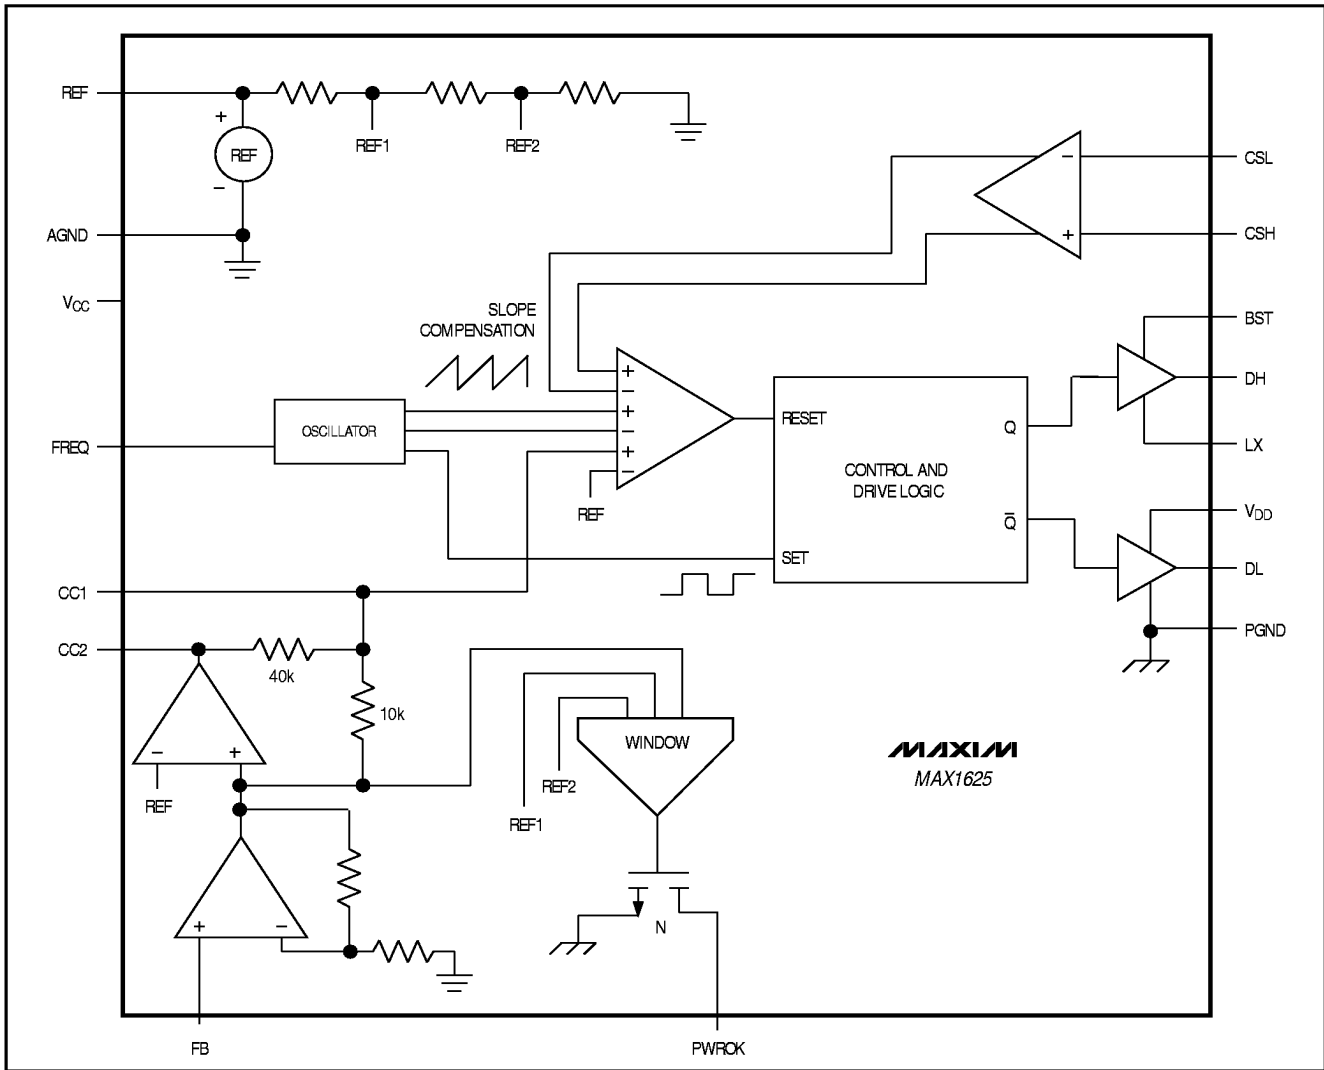 REF
+
REF
−
REF1
REF2
AGND
VCC
−
+
CSL
CSH
SLOPE
COMPENSATION
OSCILLATOR
FREQ
+
−
+
−
+
−
REF
RESET
SET
CONTROL AND
DRIVE LOGIC
Q
Q̅
BST
DH
LX
VDD
DL
PGND
CC1
CC2
40k
10k
−
+
REF
+
−
FB
WINDOW
REF2
REF1
N
PWROK
MAXIM
MAX1625